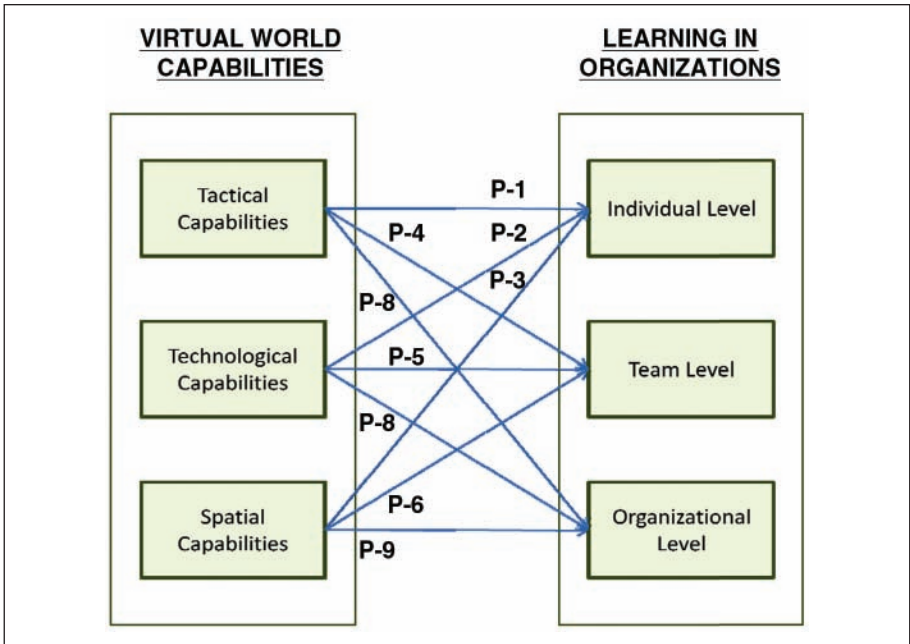 VIRTUAL WORLD
CAPABILITIES
LEARNING IN
ORGANIZATIONS
Tactical
Capabilities
P-1
Individual Level
P-4
P-2
P-3
P-8
Technological
Capabilities
P-5
Team Level
P-8
Spatial
Capabilities
P-6
P-9
Organizational
Level